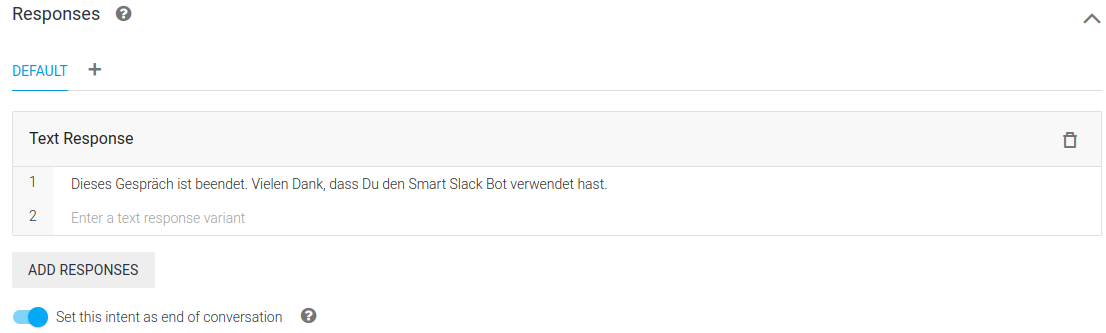 Responses ?
DEFAULT +
Text Response
1 Dieses Gespräch ist beendet. Vielen Dank, dass Du den Smart Slack Bot verwendet hast.
2 Enter a text response variant
ADD RESPONSES
Set this intent as end of conversation ?